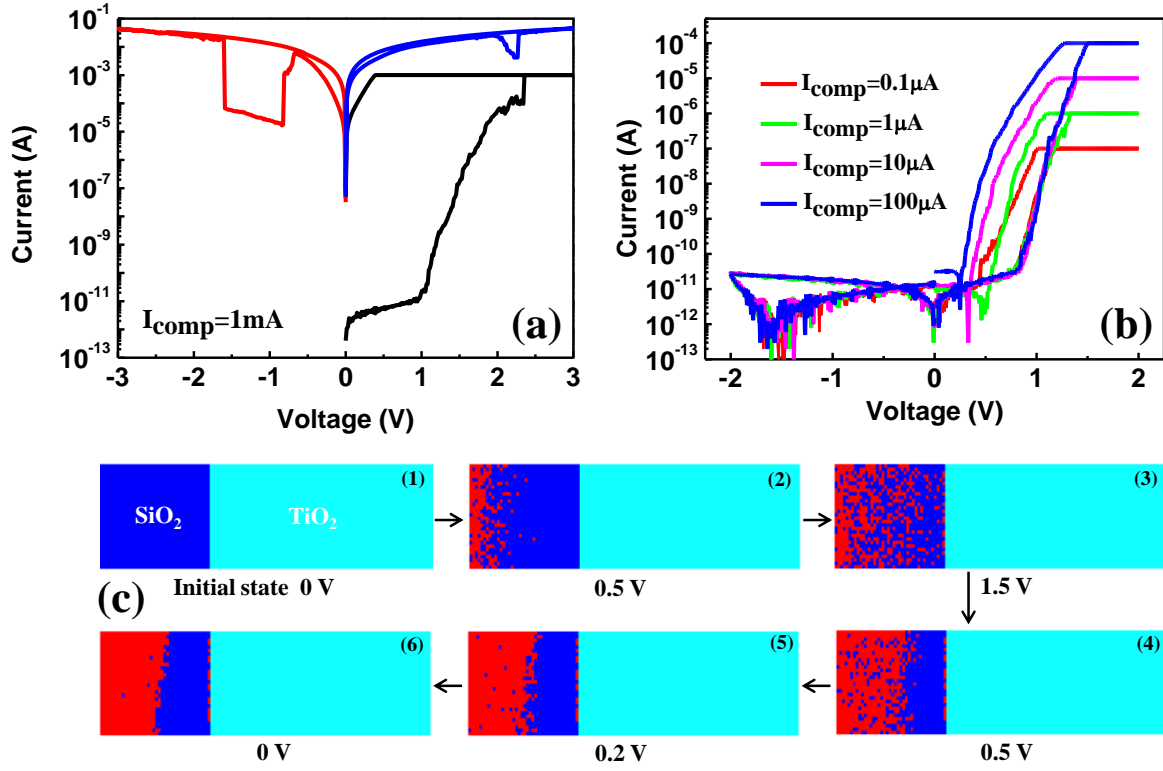 10^-1
10^-3
10^-5
10^-7
10^-9
10^-11
10^-13
Current (A)
I_comp=1mA
(a)
-3 -2 -1 0 1 2 3
Voltage (V)
10^-4
10^-5
10^-6
10^-7
10^-8
10^-9
10^-10
10^-11
10^-12
10^-13
Current (A)
I_comp=0.1μA
I_comp=1μA
I_comp=10μA
I_comp=100μA
(b)
-2 -1 0 1 2
Voltage (V)
(1) (2) (3)
SiO₂ TiO₂
(c)
Initial state 0 V 0.5 V 1.5 V
(6) (5) (4)
0 V 0.2 V 0.5 V